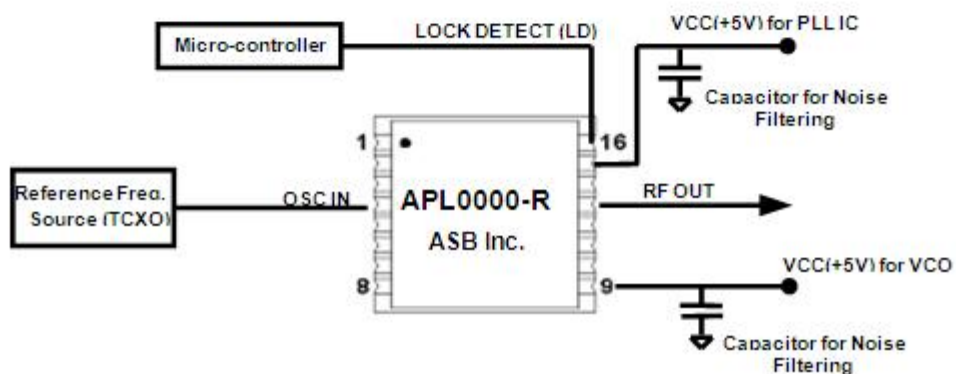 Micro-controller
LOCK DETECT (LD)
VCC(+5V) for PLL IC
Capacitor for Noise
Filtering
1
16
Reference Freq.
Source (TCXO)
OSC IN
APL0000-R
ASB Inc.
RF OUT
8
9
VCC(+5V) for VCO
Capacitor for Noise
Filtering